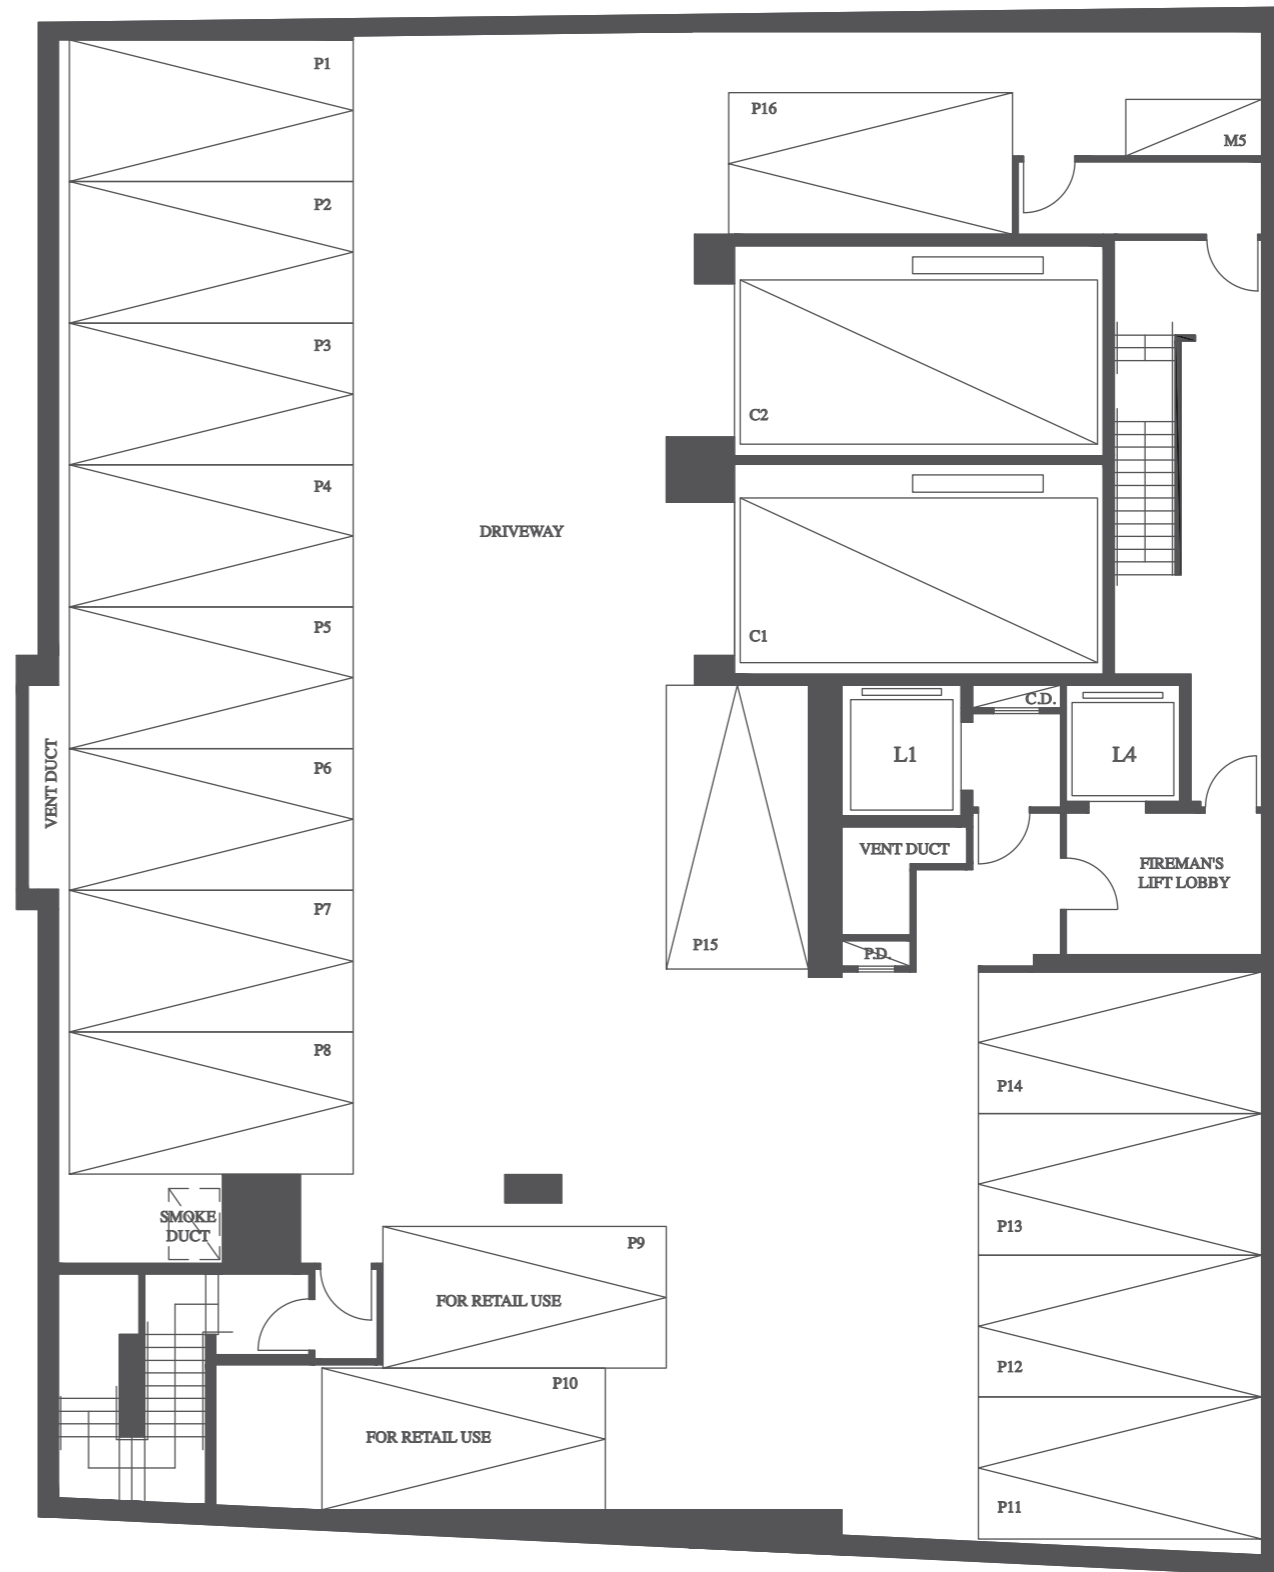 P1
P16
M5
P2
P3
C2
P4
DRIVEWAY
C1
P5
C.D.
L1
L4
VENT DUCT
P6
VENT DUCT
FIREMAN'S
LIFT LOBBY
P7
P15
P.D.
P8
P14
SMOKE
DUCT
P13
P9
FOR RETAIL USE
P12
P10
FOR RETAIL USE
P11